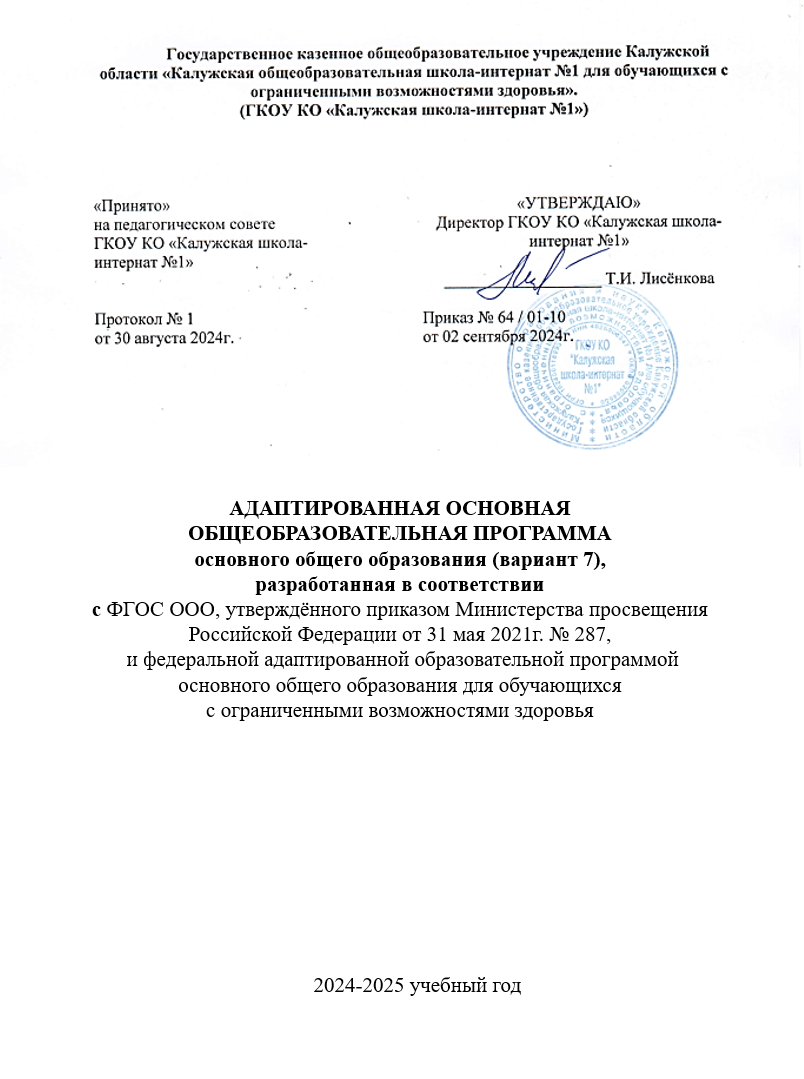 Государственное казенное общеобразовательное учреждение Калужской
области «Калужская общеобразовательная школа-интернат №1 для обучающихся с
ограниченными возможностями здоровья».
(ГКОУ КО «Калужская школа-интернат №1»)
«Принято»
на педагогическом совете
ГКОУ КО «Калужская школа-
интернат №1»
Протокол № 1
от 30 августа 2024г.
«УТВЕРЖДАЮ»
Директор ГКОУ КО «Калужская школа-
интернат №1»
Т.И. Лисёнкова
Приказ № 64 / 01-10
от 02 сентября 2024г.
ГКОУ КО
"Калужская
школа-интернат
№1"
АДАПТИРОВАННАЯ ОСНОВНАЯ
ОБЩЕОБРАЗОВАТЕЛЬНАЯ ПРОГРАММА
основного общего образования (вариант 7),
разработанная в соответствии
с ФГОС ООО, утверждённого приказом Министерства просвещения
Российской Федерации от 31 мая 2021г. № 287,
и федеральной адаптированной образовательной программой
основного общего образования для обучающихся
с ограниченными возможностями здоровья
2024-2025 учебный год